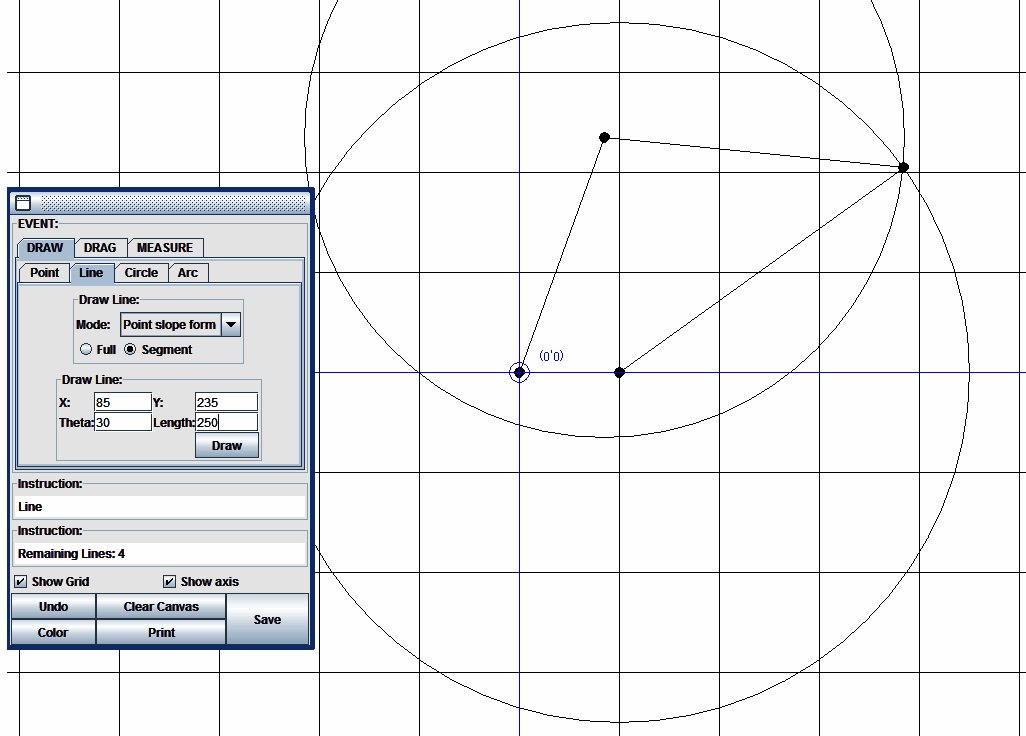 (0'0)
EVENT:
DRAW DRAG MEASURE
Point Line Circle Arc
Draw Line:
Mode: Point slope form
Full Segment
Draw Line:
X: 85 Y: 235
Theta: 30 Length: 250
Draw
Instruction:
Line
Instruction:
Remaining Lines: 4
Show Grid Show axis
Undo Clear Canvas Save
Color Print